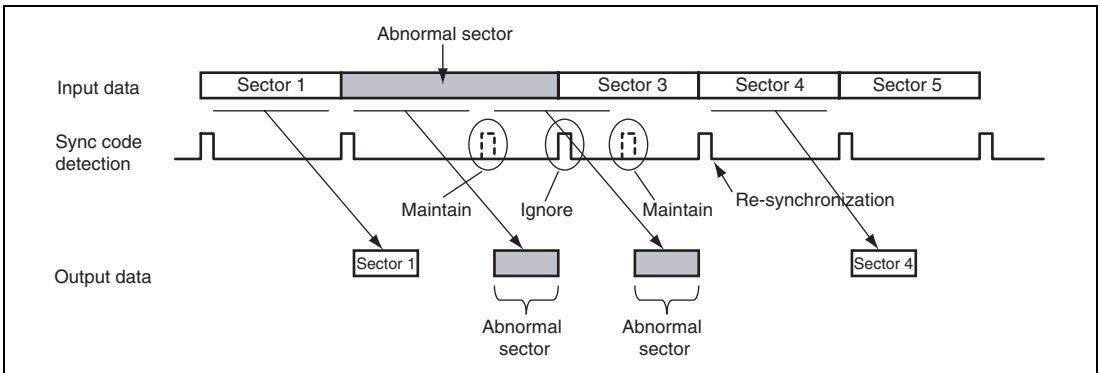 Abnormal sector
Input data
Sector 1
Sector 3
Sector 4
Sector 5
Sync code
detection
Maintain
Ignore
Maintain
Re-synchronization
Output data
Sector 1
Sector 4
Abnormal
sector
Abnormal
sector